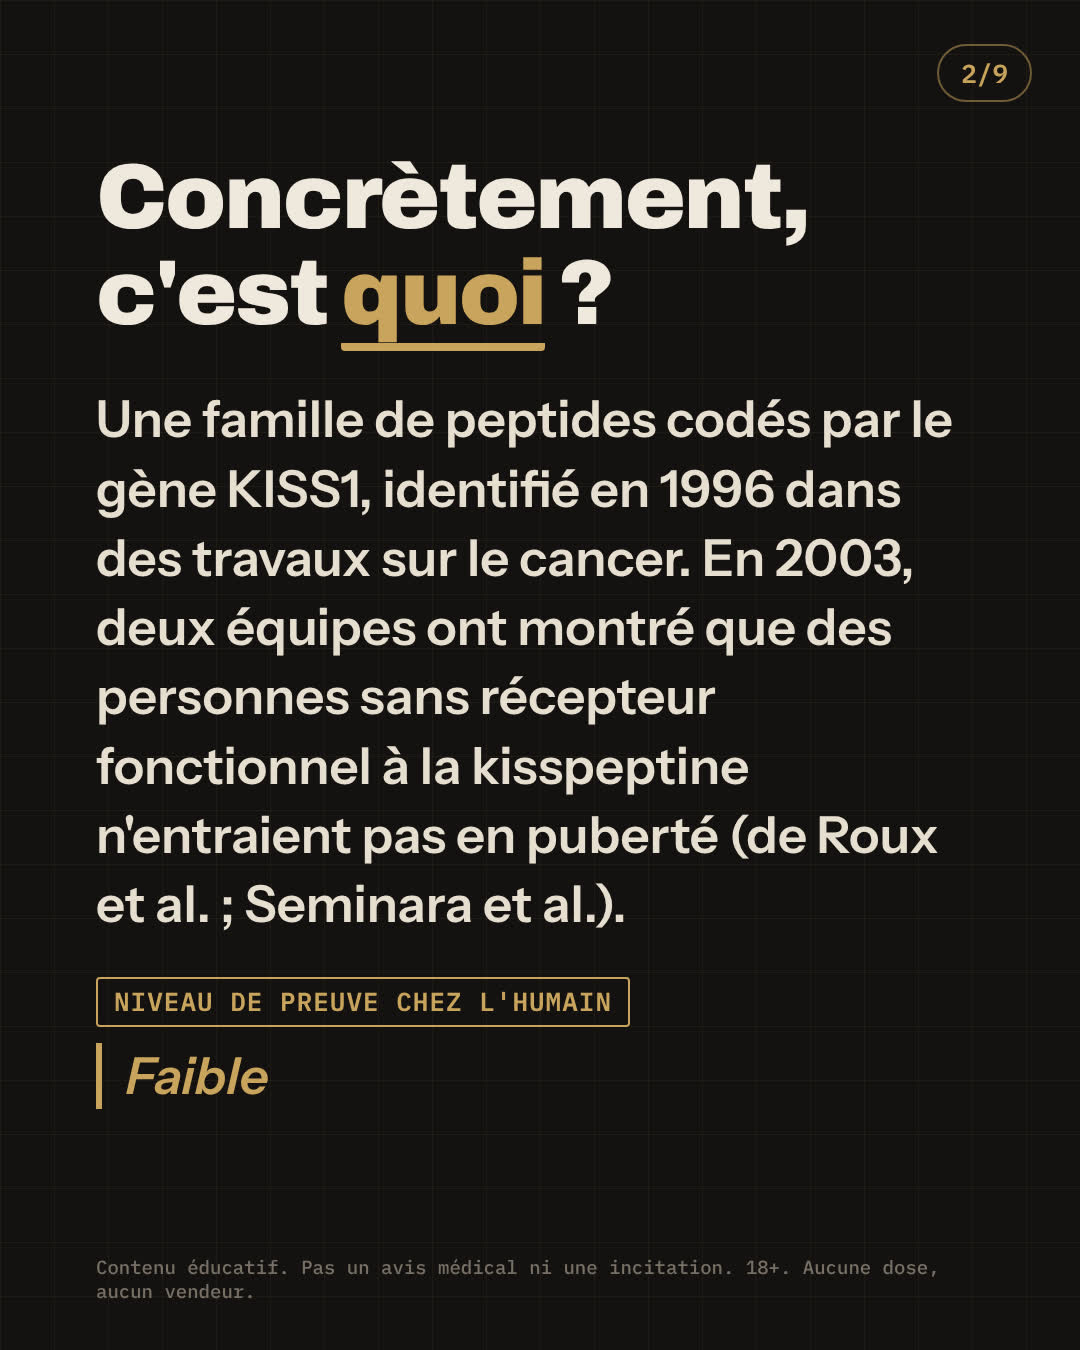 2/9
Concrètement,
c'est quoi ?
Une famille de peptides codés par le
gène KISS1, identifié en 1996 dans
des travaux sur le cancer. En 2003,
deux équipes ont montré que des
personnes sans récepteur
fonctionnel à la kisspeptine
n'entraient pas en puberté (de Roux
et al. ; Seminara et al.).
NIVEAU DE PREUVE CHEZ L'HUMAIN
Faible
Contenu éducatif. Pas un avis médical ni une incitation. 18+. Aucune dose,
aucun vendeur.